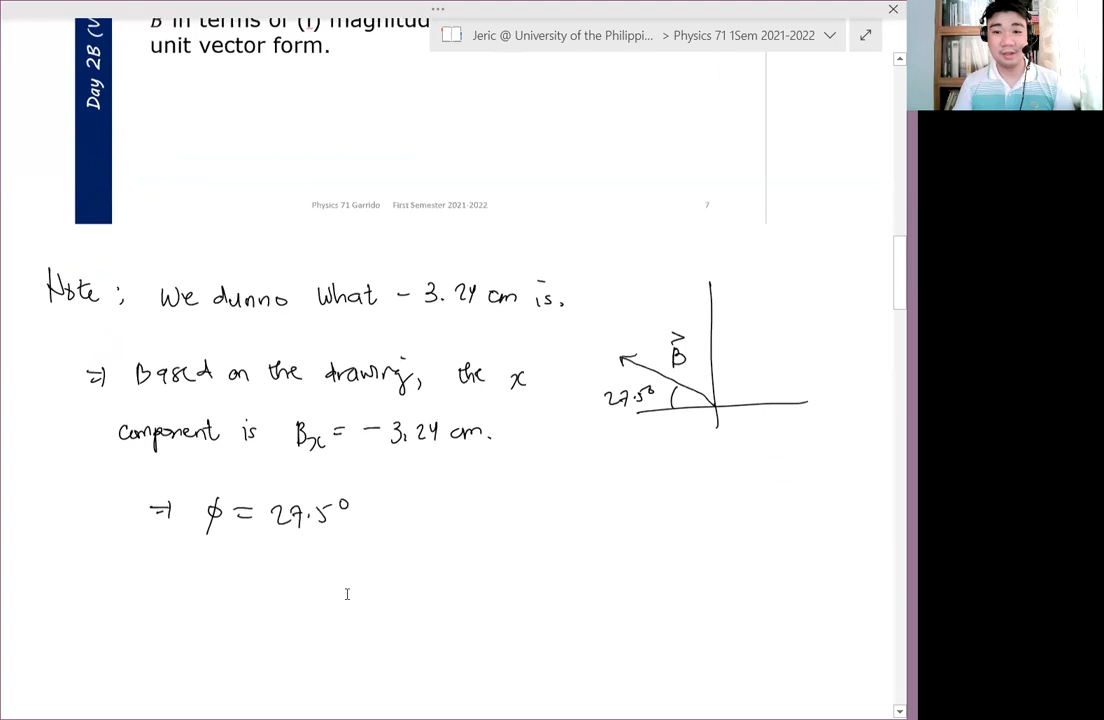 B in terms of (i) magnitud
unit vector form.
Jeric @ University of the Philippi... > Physics 71 1Sem 2021-2022
Day 2B (V
Physics 71 Garrido First Semester 2021-2022 7
Note: We dunno what - 3.24 cm is.
⇒ Based on the drawing, the x
component is Bx = - 3.24 cm.
⇒ φ = 27.5°
B
27.5°